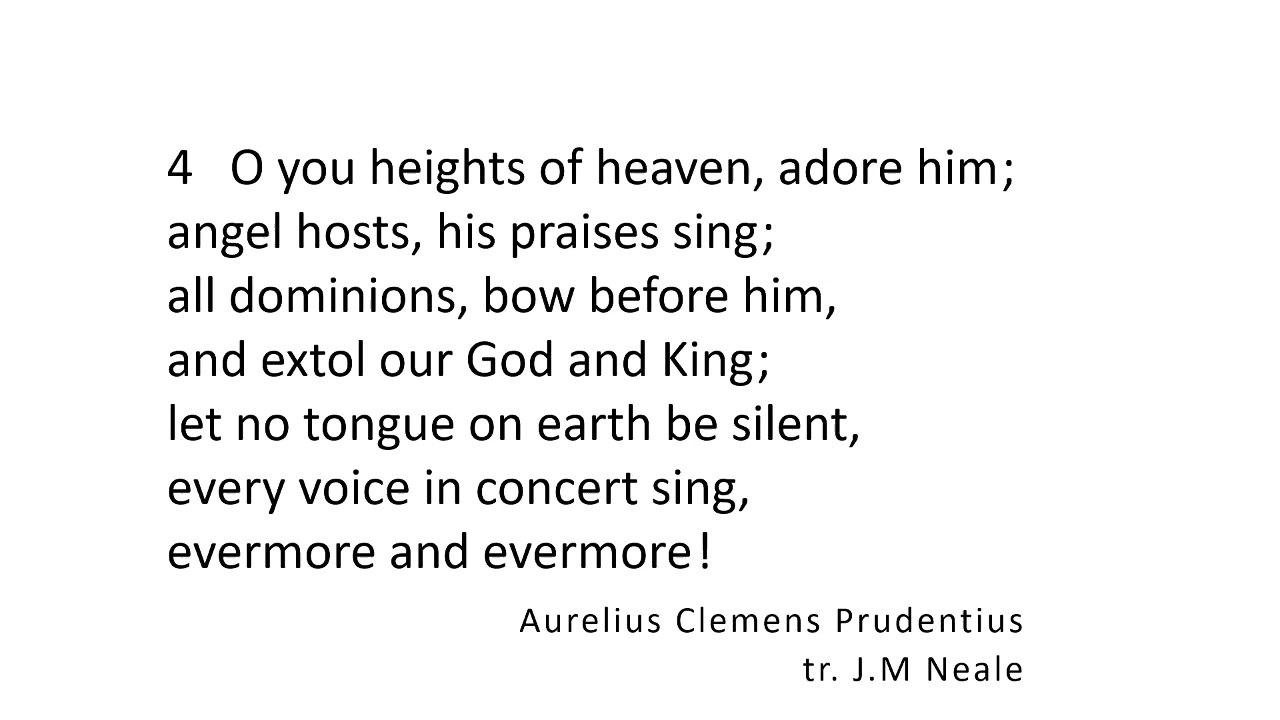 4 O you heights of heaven, adore him;
angel hosts, his praises sing;
all dominions, bow before him,
and extol our God and King;
let no tongue on earth be silent,
every voice in concert sing,
evermore and evermore!
Aurelius Clemens Prudentius
tr. J.M Neale